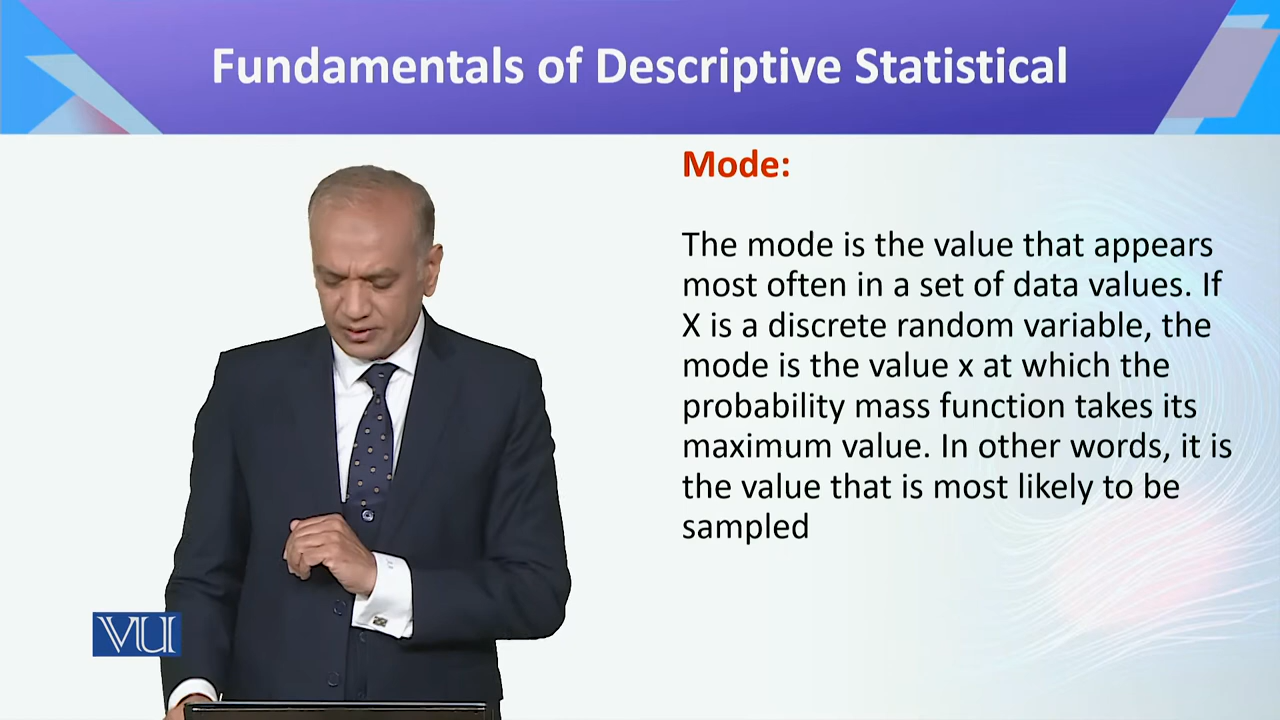 Fundamentals of Descriptive Statistical
Mode:
The mode is the value that appears
most often in a set of data values. If
X is a discrete random variable, the
mode is the value x at which the
probability mass function takes its
maximum value. In other words, it is
the value that is most likely to be
sampled
VU